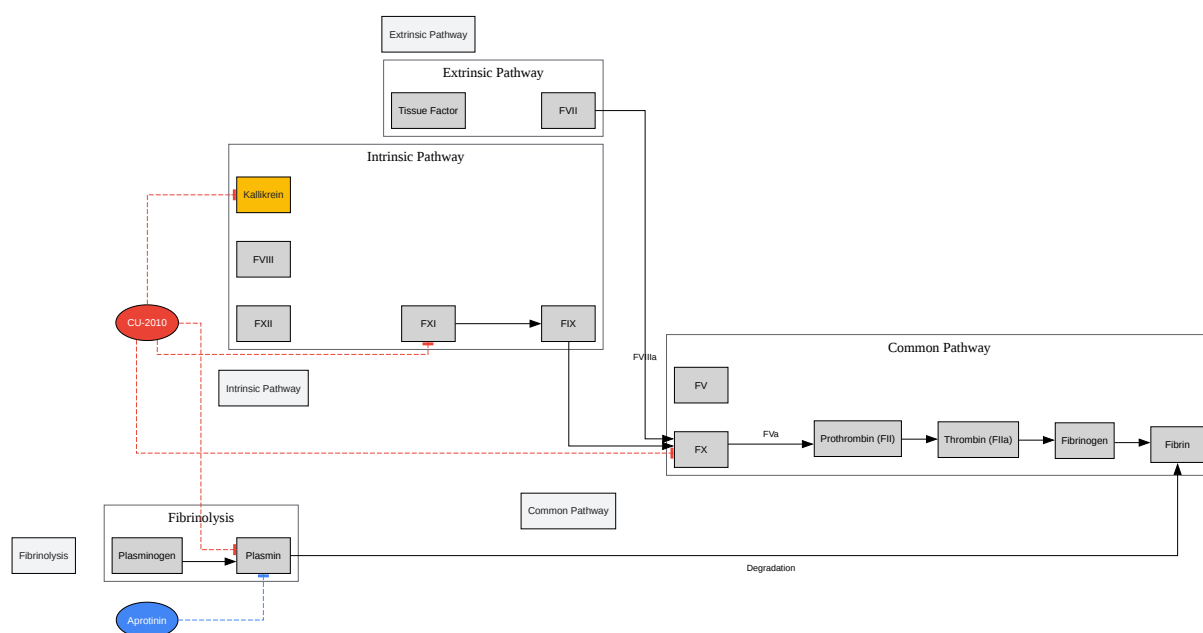 Extrinsic Pathway
Extrinsic Pathway
Tissue Factor
FVII
Intrinsic Pathway
Kallikrein
FVIII
FXII
FXI
FIX
CU-2010
Intrinsic Pathway
FVIIIa
Common Pathway
FV
FX
FVa
Prothrombin (FII)
Thrombin (FIIa)
Fibrinogen
Fibrin
Common Pathway
Fibrinolysis
Fibrinolysis
Plasminogen
Plasmin
Degradation
Aprotinin